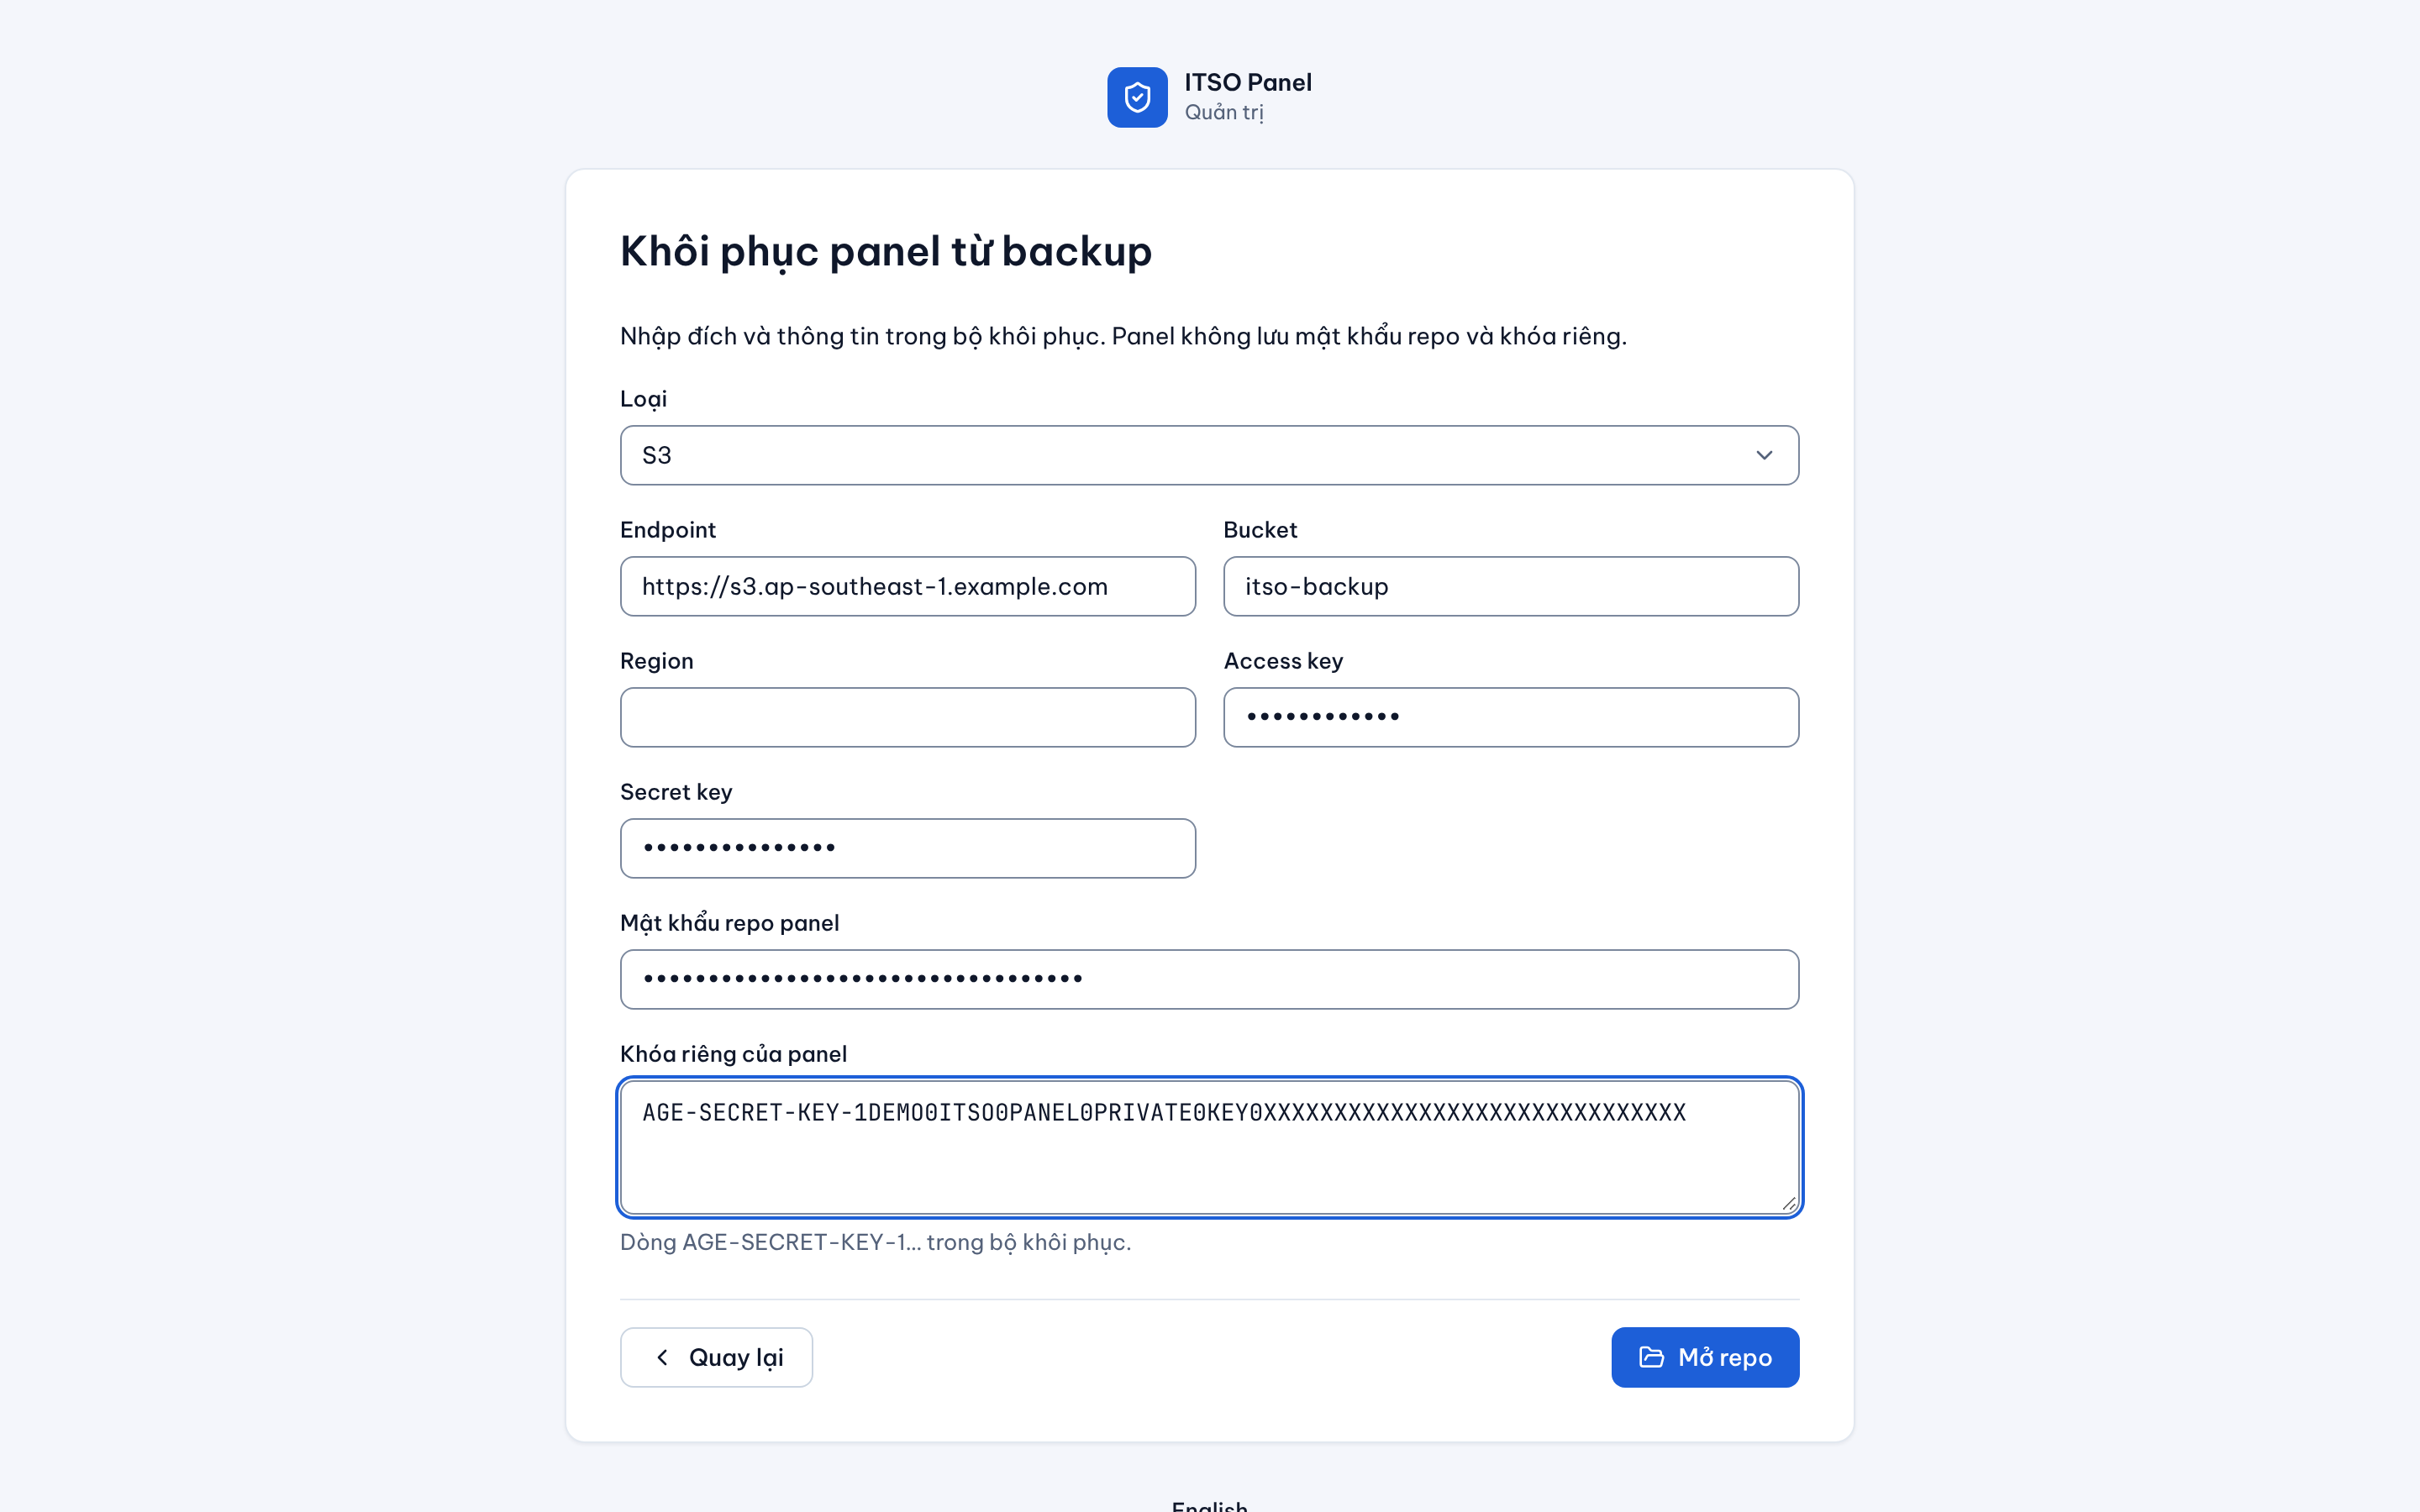 ITSO Panel
Quản trị
Khôi phục panel từ backup
Nhập đích và thông tin trong bộ khôi phục. Panel không lưu mật khẩu repo và khóa riêng.
Loại
S3
Endpoint
Bucket
https://s3.ap-southeast-1.example.com
itso-backup
Region
Access key
••••••••••••
Secret key
•••••••••••••••
Mật khẩu repo panel
••••••••••••••••••••••••••••••••••
Khóa riêng của panel
AGE-SECRET-KEY-1DEMO0ITSO0PANEL0PRIVATE0KEY0XXXXXXXXXXXXXXXXXXXXXXXXXXXXXX
Dòng AGE-SECRET-KEY-1... trong bộ khôi phục.
Quay lại
Mở repo
English